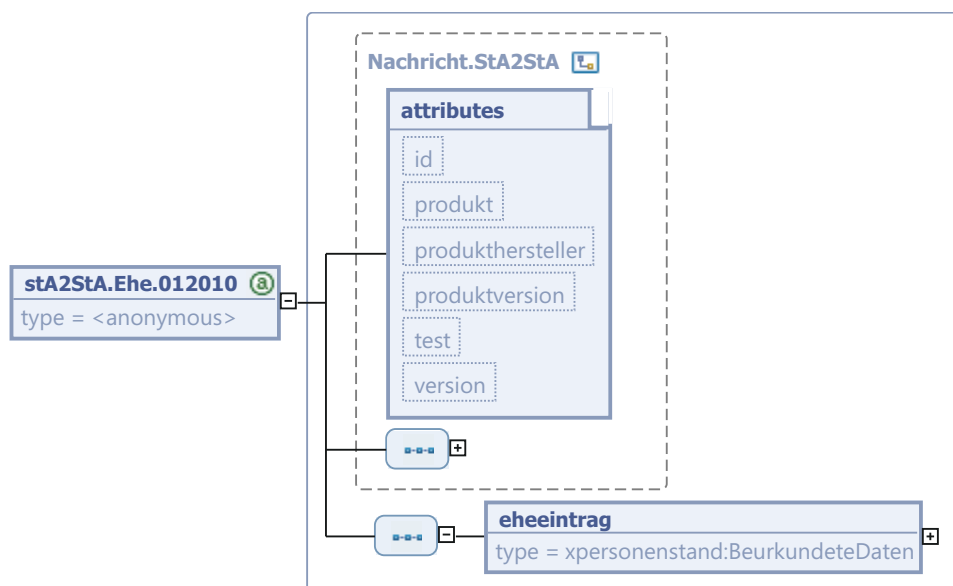 Nachricht.StA2StA
attributes
id
produkt
produkthersteller
produktversion
test
version
stA2StA.Ehe.012010
type = <anonymous>
eheeintrag
type = xpersonenstand:BeurkundeteDaten